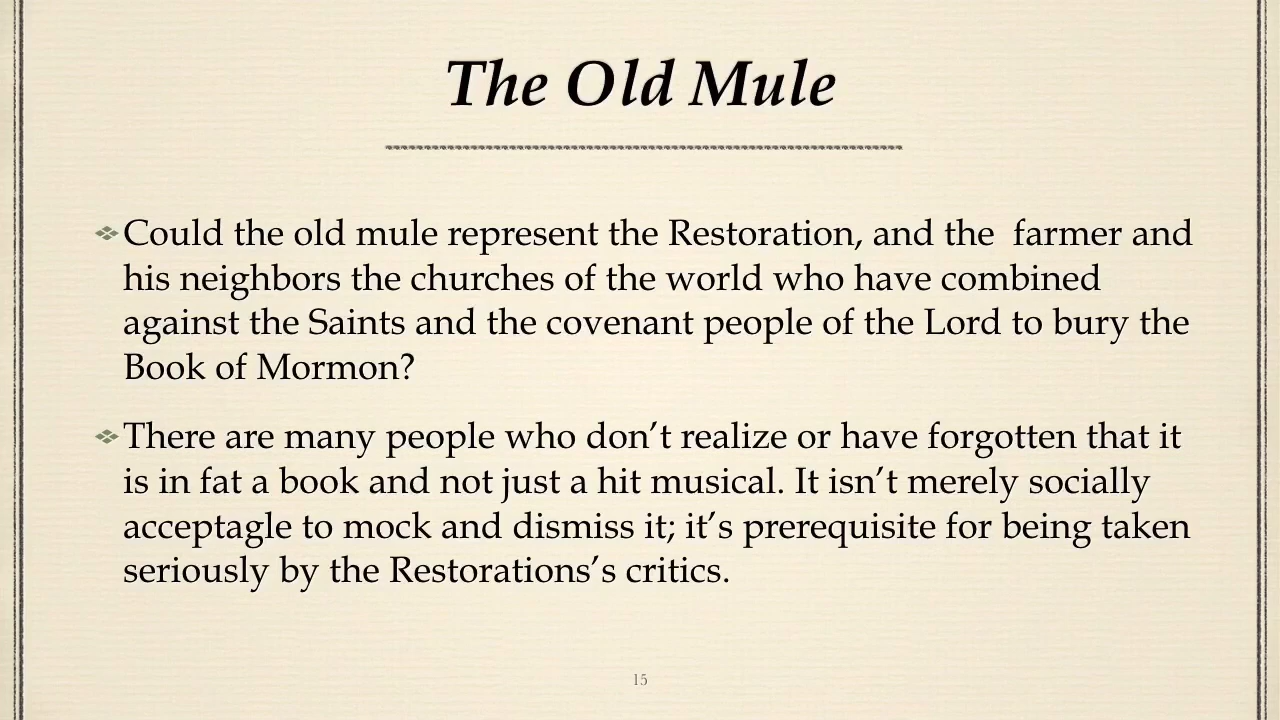 The Old Mule
Could the old mule represent the Restoration, and the  farmer and
his neighbors the churches of the world who have combined
against the Saints and the covenant people of the Lord to bury the
Book of Mormon?
There are many people who don’t realize or have forgotten that it
is in fat a book and not just a hit musical. It isn’t merely socially
acceptagle to mock and dismiss it; it’s prerequisite for being taken
seriously by the Restorations’s critics.
15